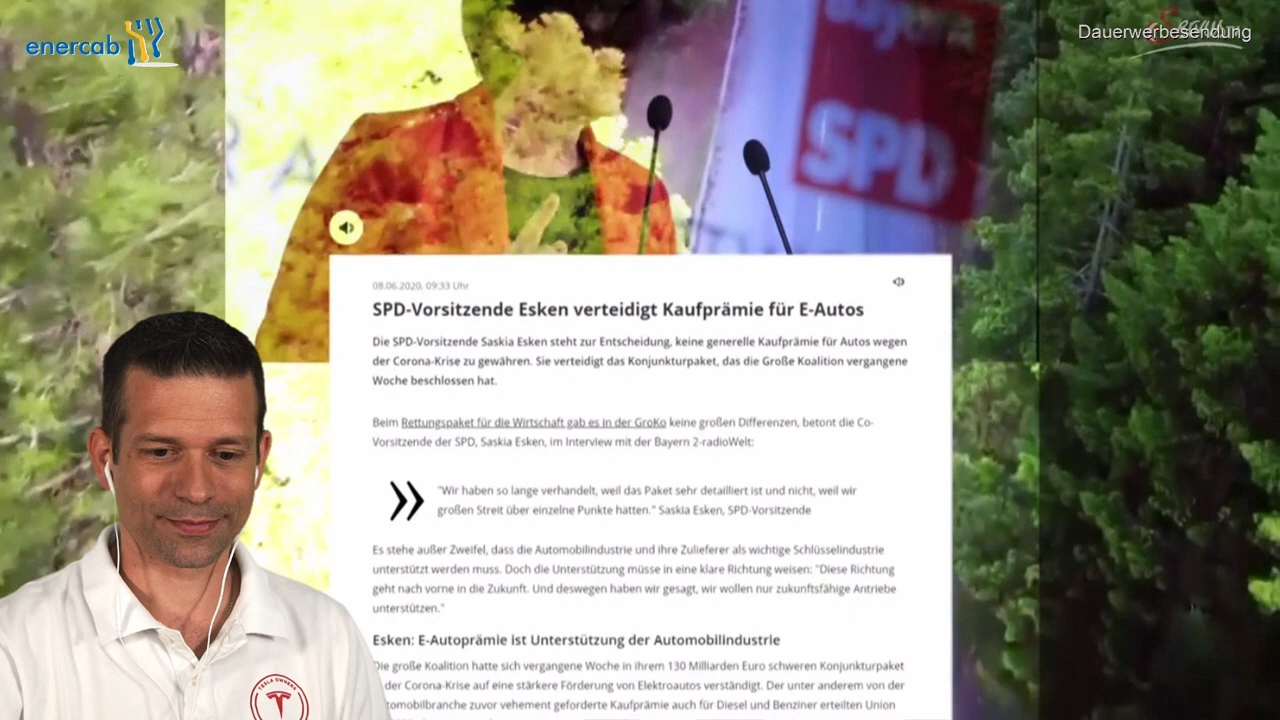 enercab
Dauerwerbesendung
Bayern
SPD
08.06.2020, 09:33 Uhr
SPD-Vorsitzende Esken verteidigt Kaufprämie für E-Autos
Die SPD-Vorsitzende Saskia Esken steht zur Entscheidung, keine generelle Kaufprämie für Autos wegen
der Corona-Krise zu gewähren. Sie verteidigt das Konjunkturpaket, das die Große Koalition vergangene
Woche beschlossen hat.
Beim Rettungspaket für die Wirtschaft gab es in der GroKo keine großen Differenzen, betont die Co-
Vorsitzende der SPD, Saskia Esken, im Interview mit der Bayern 2-radioWelt:
"Wir haben so lange verhandelt, weil das Paket sehr detailliert ist und nicht, weil wir
großen Streit über einzelne Punkte hatten." Saskia Esken, SPD-Vorsitzende
Es stehe außer Zweifel, dass die Automobilindustrie und ihre Zulieferer als wichtige Schlüsselindustrie
unterstützt werden muss. Doch die Unterstützung müsse in eine klare Richtung weisen: "Diese Richtung
geht nach vorne in die Zukunft. Und deswegen haben wir gesagt, wir wollen nur zukunftsfähige Antriebe
unterstützen."
Esken: E-Autoprämie ist Unterstützung der Automobilindustrie
Die große Koalition hatte sich vergangene Woche in ihrem 130 Milliarden Euro schweren Konjunkturpaket
der Corona-Krise auf eine stärkere Förderung von Elektroautos verständigt. Der unter anderem von der
tomobilbranche zuvor vehement geforderte Kaufprämie auch für Diesel und Benziner erteilten Union
TESLA OWNERS